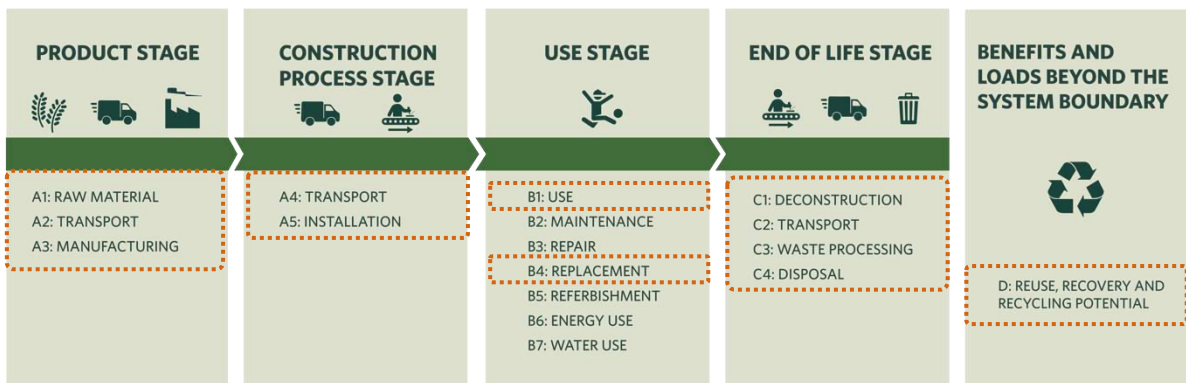 PRODUCT STAGE
A1: RAW MATERIAL
A2: TRANSPORT
A3: MANUFACTURING
CONSTRUCTION
PROCESS STAGE
A4: TRANSPORT
A5: INSTALLATION
USE STAGE
B1: USE
B2: MAINTENANCE
B3: REPAIR
B4: REPLACEMENT
B5: REFERBISHMENT
B6: ENERGY USE
B7: WATER USE
END OF LIFE STAGE
C1: DECONSTRUCTION
C2: TRANSPORT
C3: WASTE PROCESSING
C4: DISPOSAL
BENEFITS AND
LOADS BEYOND THE
SYSTEM BOUNDARY
D: REUSE, RECOVERY AND
RECYCLING POTENTIAL